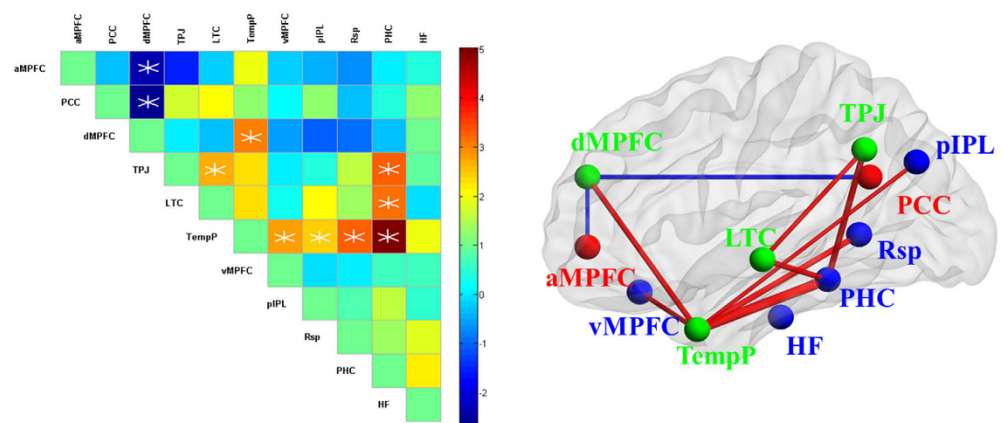 aMPFC PCC dMPFC TPJ LTC TempP vMPFC pIPL Rsp PHC HF
aMPFC
PCC
dMPFC
TPJ
LTC
TempP
vMPFC
pIPL
Rsp
PHC
HF
5
4
3
2
1
0
-1
-2
dMPFC
TPJ
pIPL
PCC
LTC
Rsp
aMPFC
PHC
vMPFC
HF
TempP